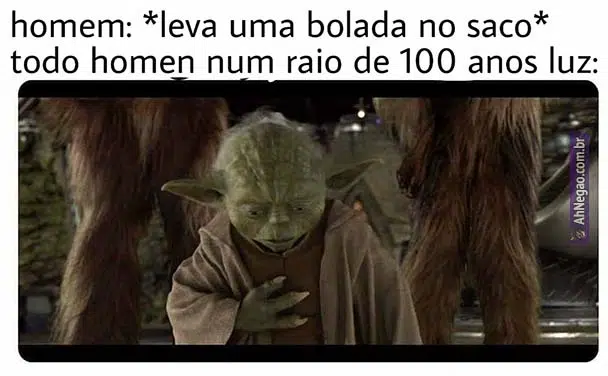 homem: *leva uma bolada no saco*
todo homen num raio de 100 anos luz:
AhNegao.com.br